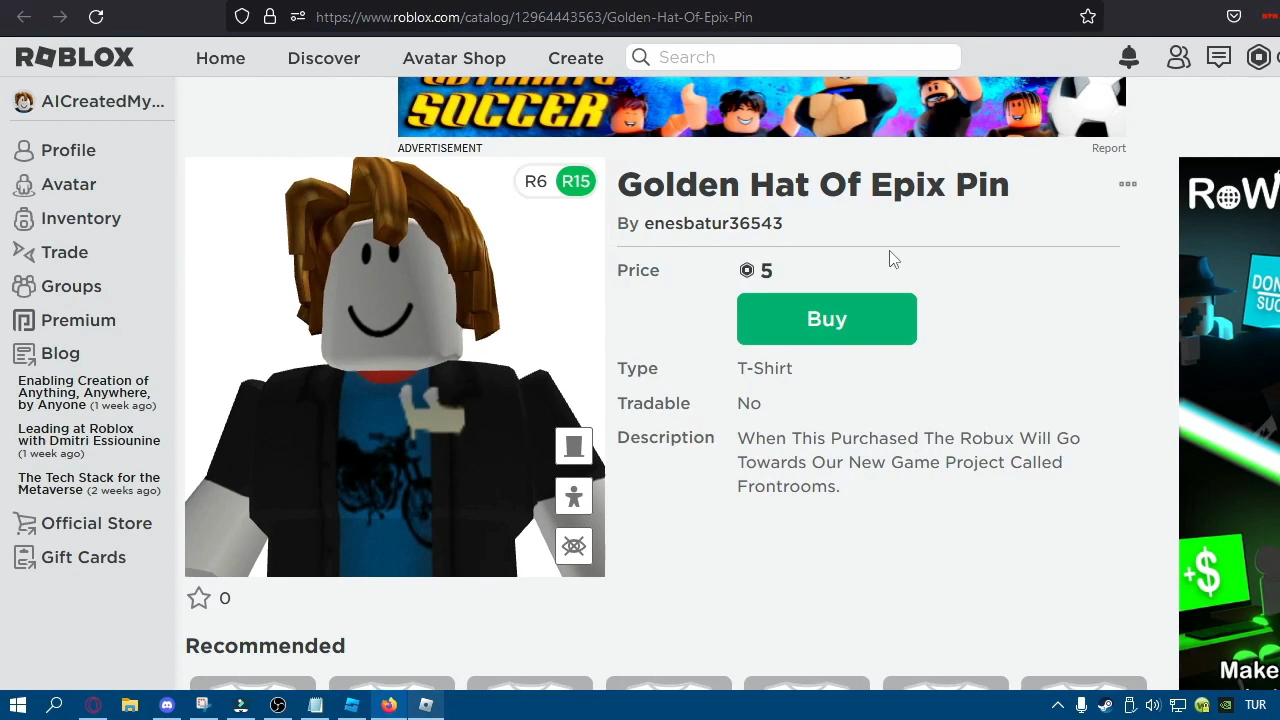 https://www.roblox.com/catalog/12964443563/Golden-Hat-Of-Epix-Pin
ROBLOX
Home
Discover
Avatar Shop
Create
Search
AICreatedMy...
Profile
Avatar
Inventory
Trade
Groups
Premium
Blog
Enabling Creation of
Anything, Anywhere,
by Anyone (1 week ago)
Leading at Roblox
with Dmitri Essiounine
(1 week ago)
The Tech Stack for the
Metaverse (2 weeks ago)
Official Store
Gift Cards
SOCCER
ADVERTISEMENT
Report
R6 R15
Golden Hat Of Epix Pin
By enesbatur36543
Price 5
Buy
Type T-Shirt
Tradable No
Description When This Purchased The Robux Will Go
Towards Our New Game Project Called
Frontrooms.
0
Recommended
+$
Make
TUR